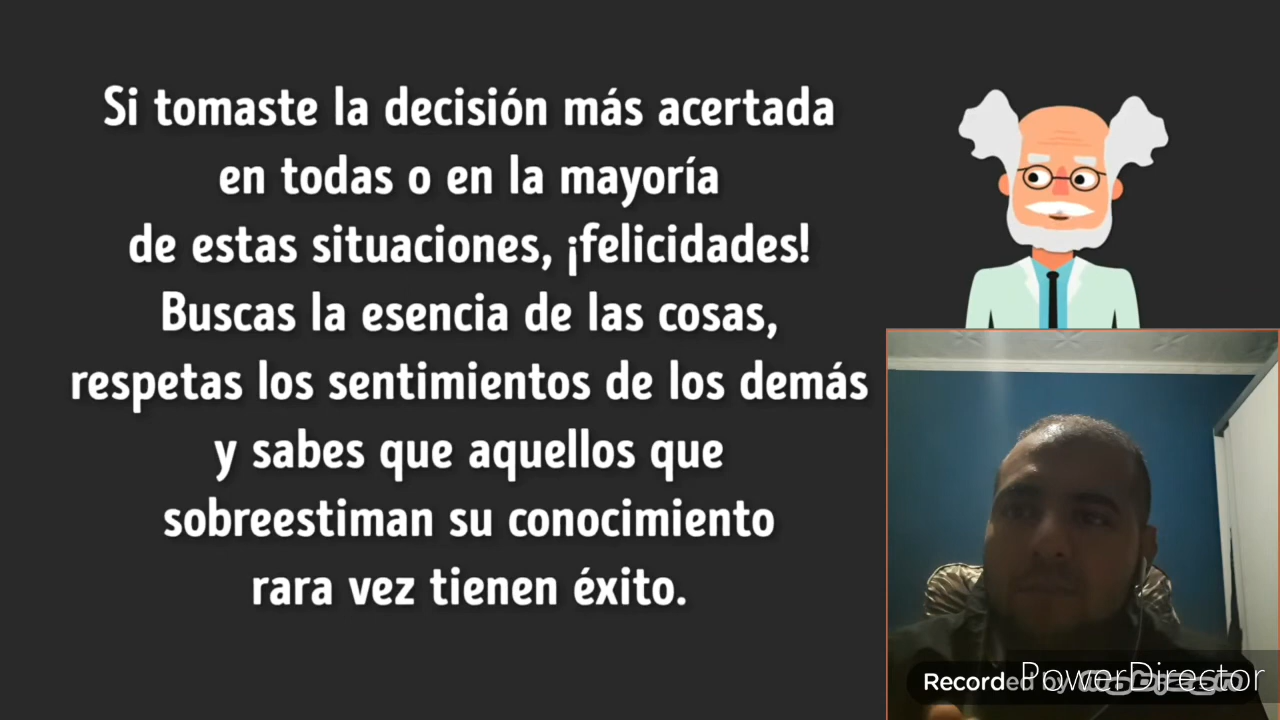 Si tomaste la decisión más acertada
en todas o en la mayoría
de estas situaciones, ¡felicidades!
Buscas la esencia de las cosas,
respetas los sentimientos de los demás
y sabes que aquellos que
sobreestiman su conocimiento
rara vez tienen éxito.
Recorded by
PowerDirector